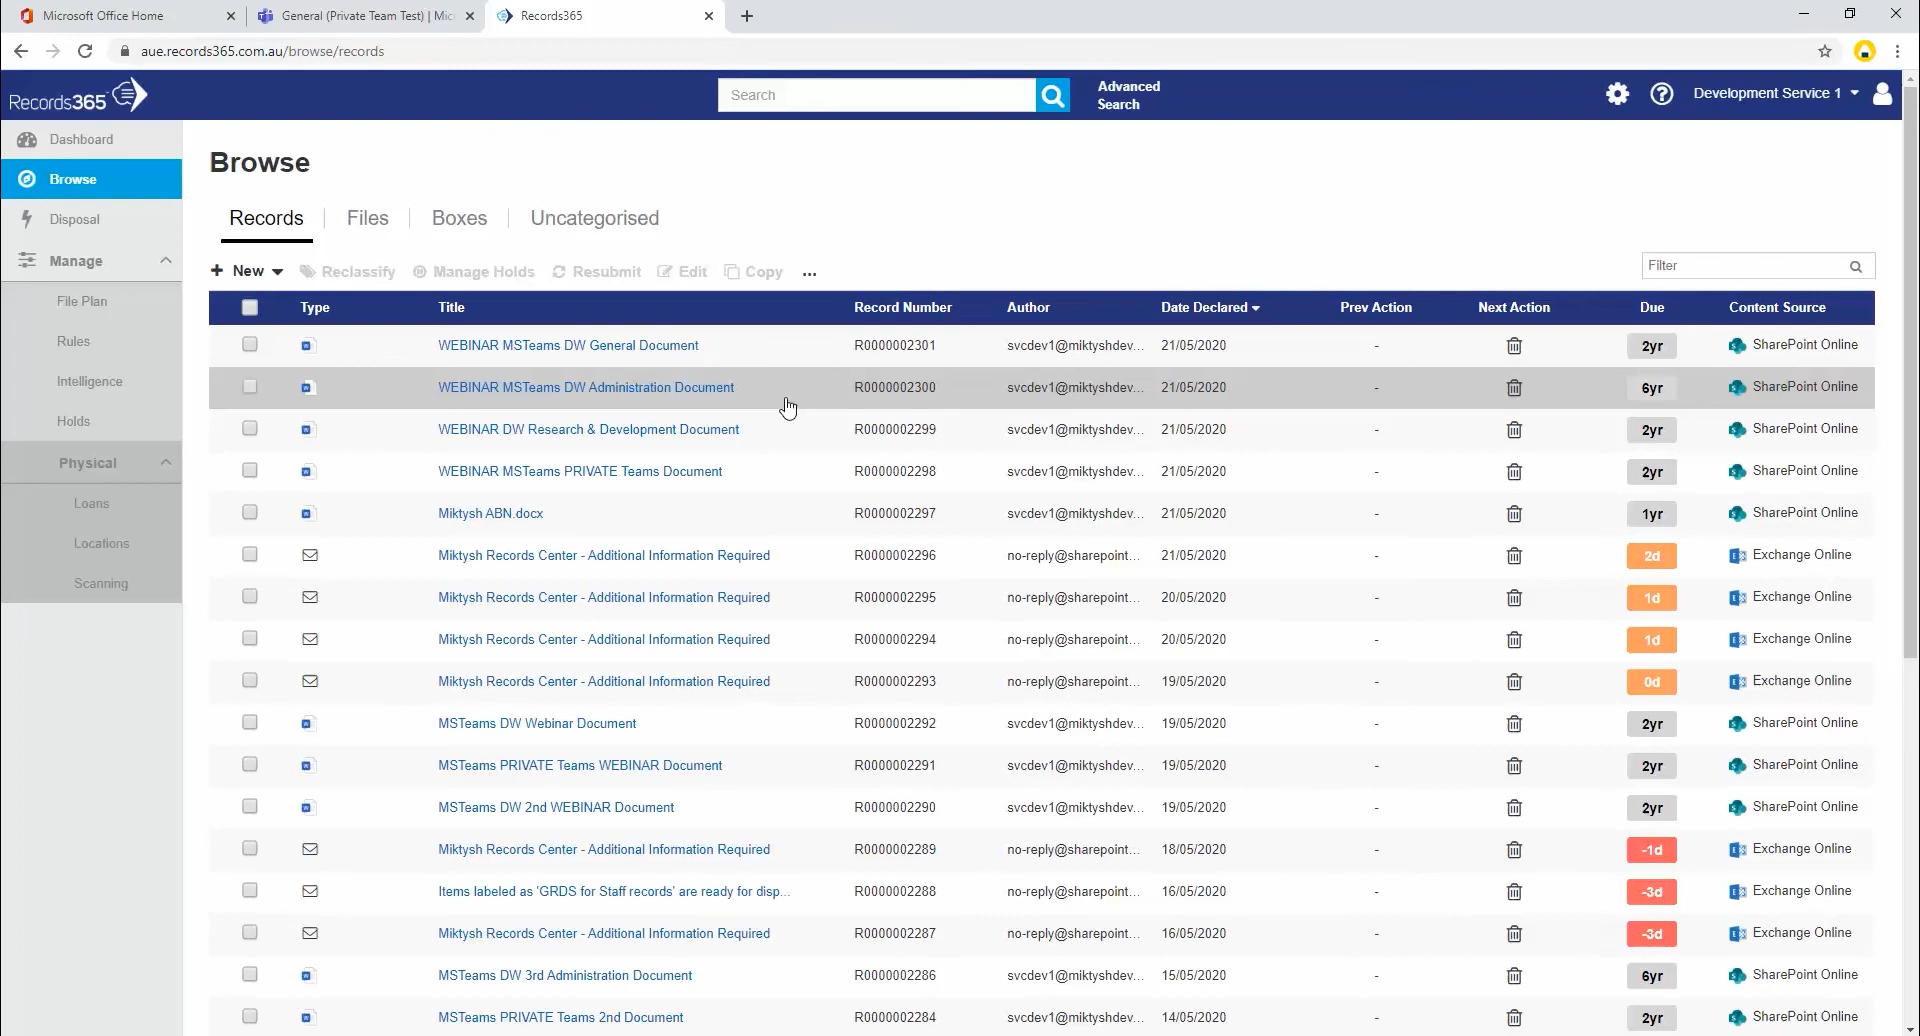 Microsoft Office Home
General (Private Team Test) | Mic
Records365
aue.records365.com.au/browse/records
Records365
Search
Advanced
Search
Development Service 1
Dashboard
Browse
Disposal
Manage
File Plan
Rules
Intelligence
Holds
Physical
Loans
Locations
Scanning
Browse
Records Files Boxes Uncategorised
+ New Reclassify Manage Holds Resubmit Edit Copy ...
Filter
Type Title Record Number Author Date Declared Prev Action Next Action Due Content Source
WEBINAR MSTeams DW General Document R0000002301 svcdev1@miktyshdev... 21/05/2020 - 2yr SharePoint Online
WEBINAR MSTeams DW Administration Document R0000002300 svcdev1@miktyshdev... 21/05/2020 - 6yr SharePoint Online
WEBINAR DW Research & Development Document R0000002299 svcdev1@miktyshdev... 21/05/2020 - 2yr SharePoint Online
WEBINAR MSTeams PRIVATE Teams Document R0000002298 svcdev1@miktyshdev... 21/05/2020 - 2yr SharePoint Online
Miktysh ABN.docx R0000002297 svcdev1@miktyshdev... 21/05/2020 - 1yr SharePoint Online
Miktysh Records Center - Additional Information Required R0000002296 no-reply@sharepoint... 21/05/2020 - 2d Exchange Online
Miktysh Records Center - Additional Information Required R0000002295 no-reply@sharepoint... 20/05/2020 - 1d Exchange Online
Miktysh Records Center - Additional Information Required R0000002294 no-reply@sharepoint... 20/05/2020 - 1d Exchange Online
Miktysh Records Center - Additional Information Required R0000002293 no-reply@sharepoint... 19/05/2020 - 0d Exchange Online
MSTeams DW Webinar Document R0000002292 svcdev1@miktyshdev... 19/05/2020 - 2yr SharePoint Online
MSTeams PRIVATE Teams WEBINAR Document R0000002291 svcdev1@miktyshdev... 19/05/2020 - 2yr SharePoint Online
MSTeams DW 2nd WEBINAR Document R0000002290 svcdev1@miktyshdev... 19/05/2020 - 2yr SharePoint Online
Miktysh Records Center - Additional Information Required R0000002289 no-reply@sharepoint... 18/05/2020 - -1d Exchange Online
Items labeled as 'GRDS for Staff records' are ready for disp... R0000002288 no-reply@sharepoint... 16/05/2020 - -3d Exchange Online
Miktysh Records Center - Additional Information Required R0000002287 no-reply@sharepoint... 16/05/2020 - -3d Exchange Online
MSTeams DW 3rd Administration Document R0000002286 svcdev1@miktyshdev... 15/05/2020 - 6yr SharePoint Online
MSTeams PRIVATE Teams 2nd Document R0000002284 svcdev1@miktyshdev... 14/05/2020 - 2yr SharePoint Online